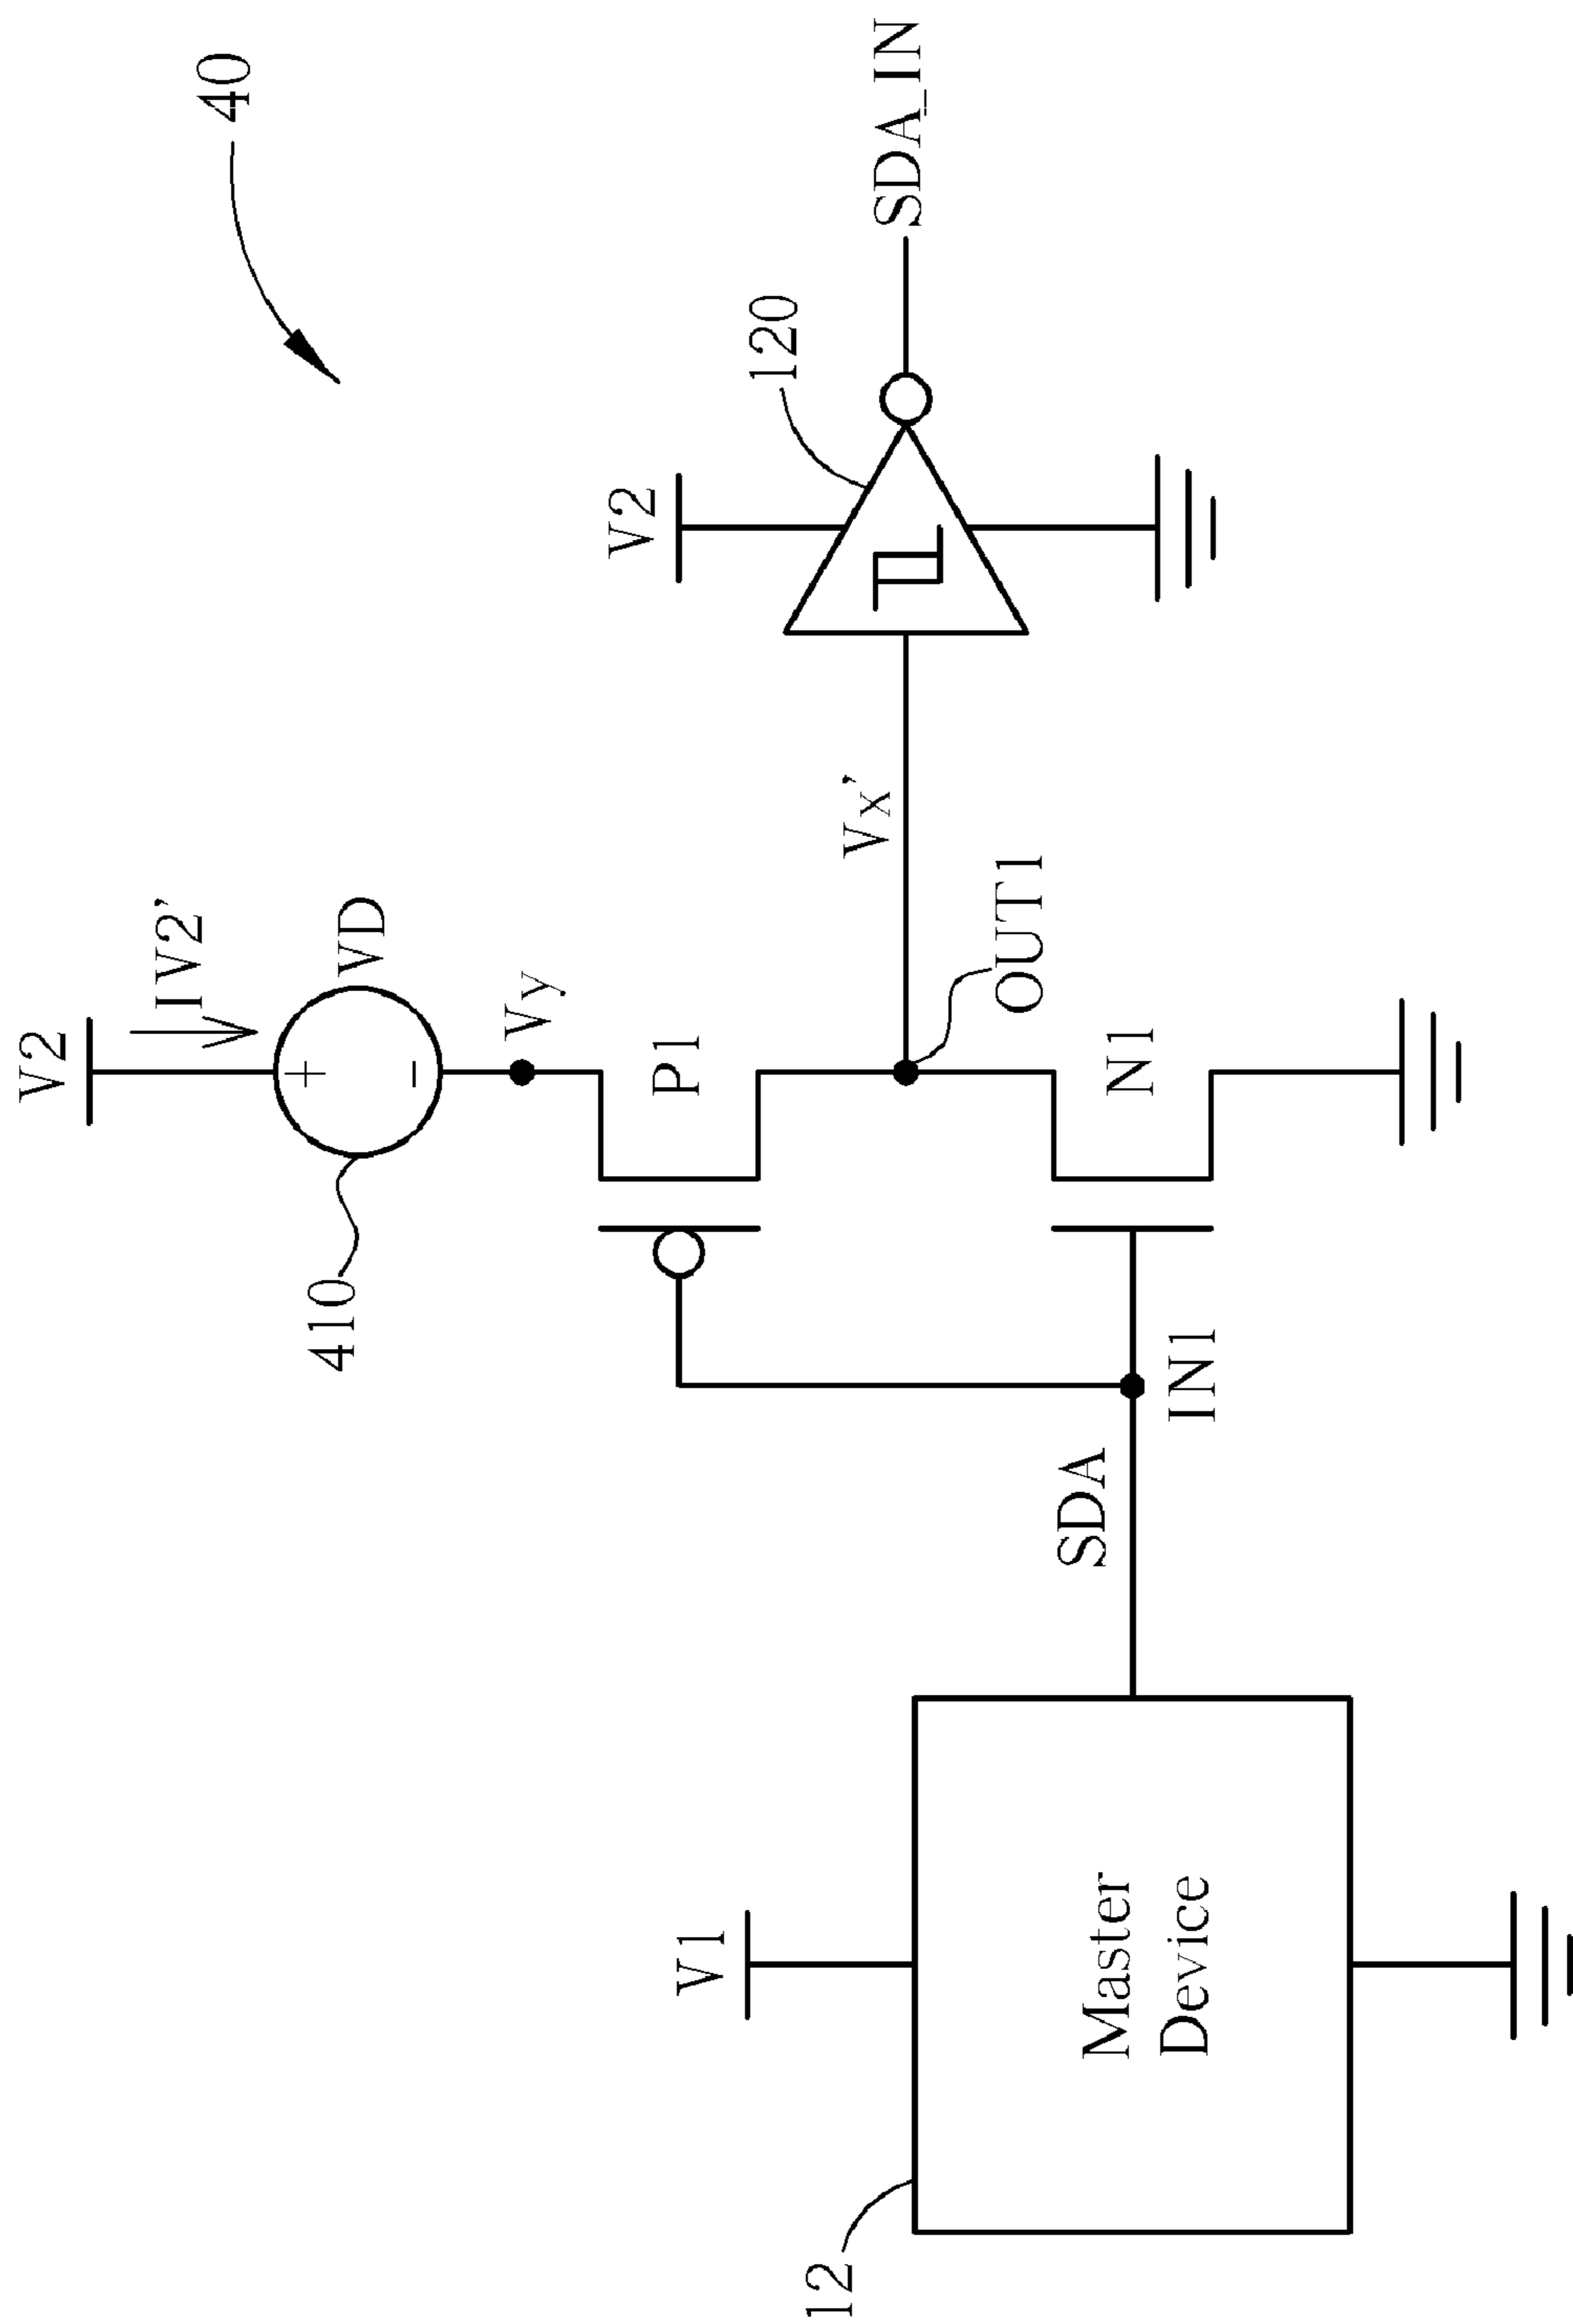 40
V2
IV2'
VD
410
Vy
P1
V2
120
SDA_IN
Vx'
OUT1
N1
IN1
SDA
V1
Master
Device
12